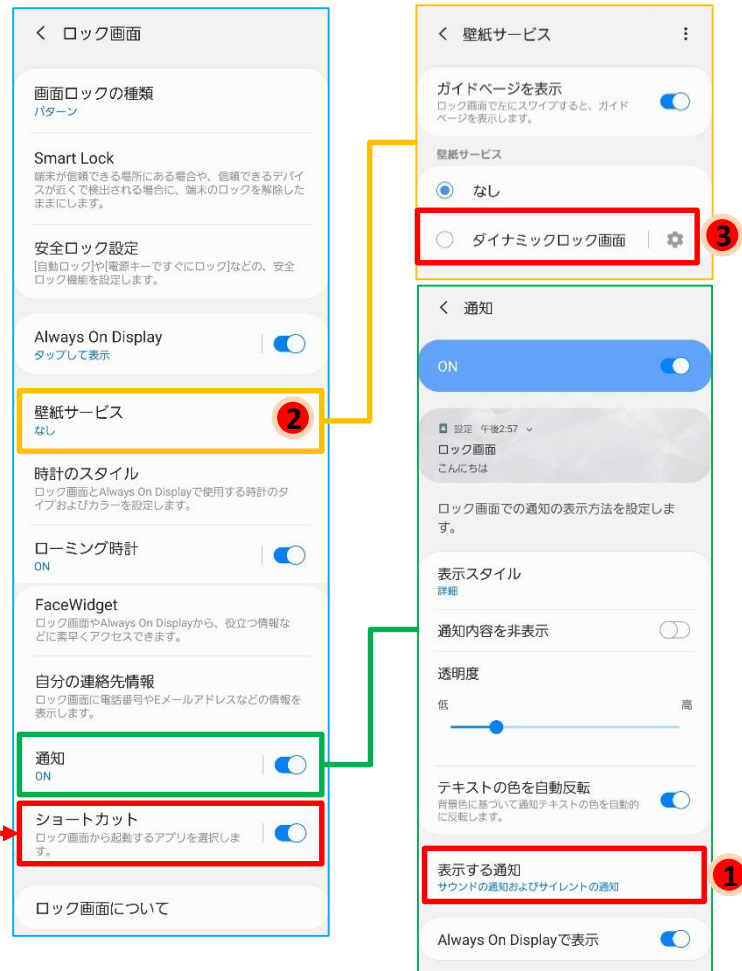 ロック画面
画面ロックの種類
パターン
Smart Lock
端末が信頼できる場所にある場合や、信頼できるデバイ
スが近くで検出される場合に、端末のロックを解除した
ままにします。
安全ロック設定
[自動ロック]や[電源キーですぐにロック]などの、安全
ロック機能を設定します。
Always On Display
タップして表示
壁紙サービス
なし
2
時計のスタイル
ロック画面とAlways On Displayで使用する時計のタ
イプおよびカラーを設定します。
ローミング時計
ON
FaceWidget
ロック画面やAlways On Displayから、役立つ情報な
どに素早くアクセスできます。
自分の連絡先情報
ロック画面に電話番号やEメールアドレスなどの情報を
表示します。
通知
ON
ショートカット
ロック画面から起動するアプリを選択しま
す。
ロック画面について
壁紙サービス
ガイドページを表示
ロック画面で左にスワイプすると、ガイド
ページを表示します。
壁紙サービス
なし
ダイナミックロック画面
3
通知
ON
設定 午後2:57
ロック画面
こんにちは
ロック画面での通知の表示方法を設定しま
す。
表示スタイル
詳細
通知内容を非表示
透明度
低 高
テキストの色を自動反転
背景色に基づいて通知テキストの色を自動的
に反転します。
表示する通知
サウンドの通知およびサイレントの通知
1
Always On Displayで表示